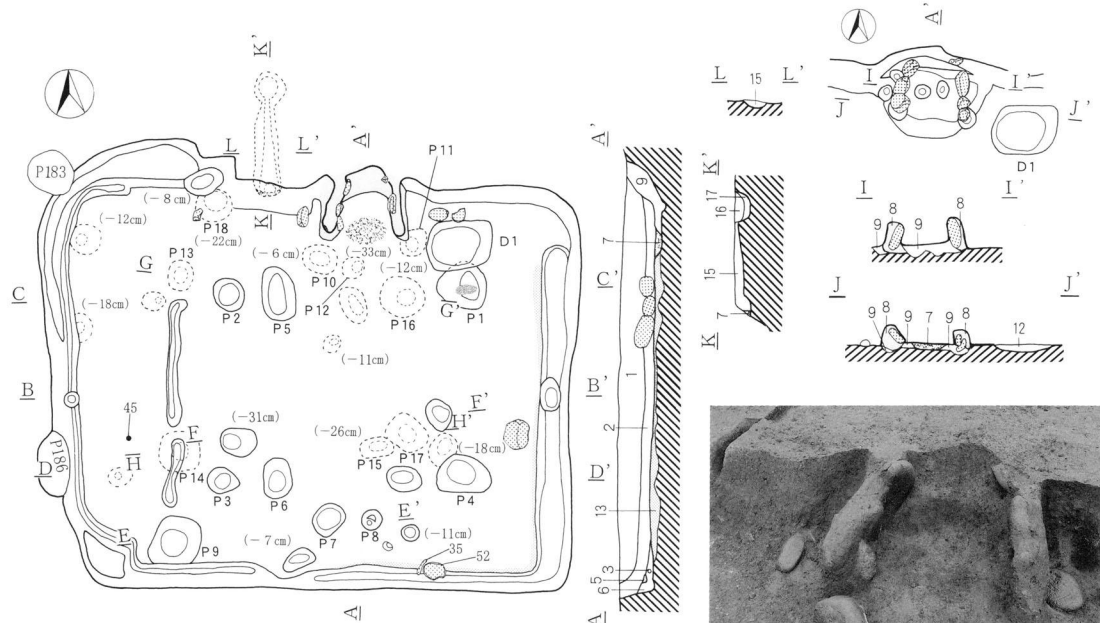 K'
L
L'
A'
P11
P183
(-8cm)
(-12cm)
K
P18
(-22cm)
P13
(-6cm)
(-33cm)
D1
G
(-12cm)
P10
C
(-18cm)
P12
G'
P1
P2
P5
P16
(-11cm)
B
F'
45
(-31cm)
H'
F
(-26cm)
(-18cm)
D
P186
H
P15
P17
P14
P3
P6
P4
E'
E
P9
(-7cm)
P7
P8
(-11cm)
35
52
A
A'
9
7
C'
1
B'
2
D'
13
3
5
6
A
L
15
L'
K'
17
16
15
7
K
A'
I
I'
J
J'
D1
I
I'
8
9
9
8
J
J'
8
9
9
7
9
8
12